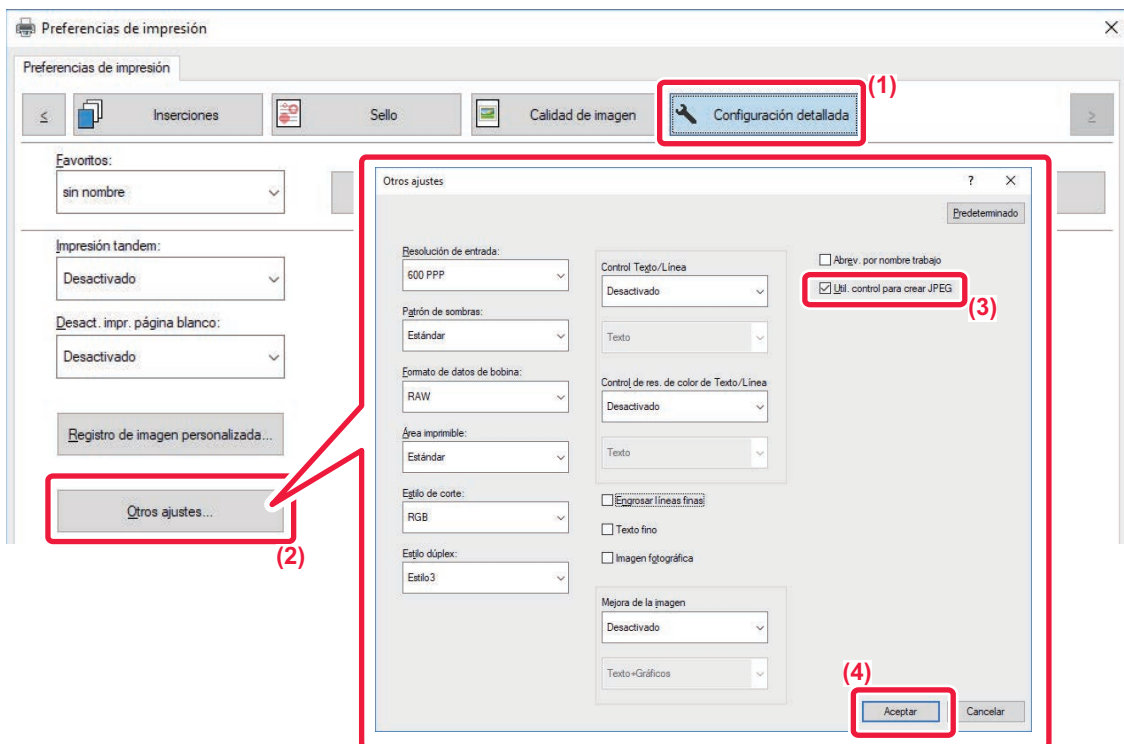 Preferencias de impresión
Preferencias de impresión
(1)
< Inserciones Sello Calidad de imagen Configuración detallada >
Favoritos:
sin nombre
Impresión tandem:
Desactivado
Desact. impr. página blanco:
Desactivado
Registro de imagen personalizada...
Otros ajustes...
(2)
Otros ajustes ?
Predeterminado
Resolución de entrada:
600 PPP
Patrón de sombras:
Estándar
Formato de datos de bobina:
RAW
Área imprimible:
Estándar
Estilo de corte:
RGB
Estilo dúplex:
Estilo3
Control Texto/Línea
Desactivado
Texto
Control de res. de color de Texto/Línea
Desactivado
Texto
Engrosar líneas finas
Texto fino
Imagen fotográfica
Mejora de la imagen
Desactivado
Texto+Gráficos
Abrev. por nombre trabajo
Util. control para crear JPEG
(3)
(4)
Aceptar Cancelar